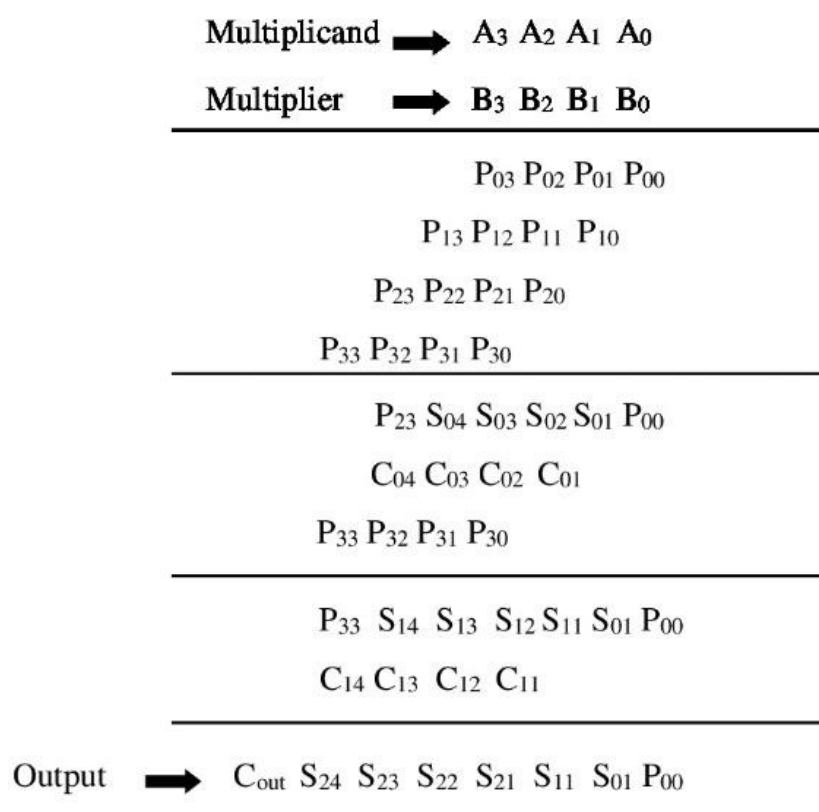 Multiplicand → A₃ A₂ A₁ A₀
Multiplier → B₃ B₂ B₁ B₀
P₀₃ P₀₂ P₀₁ P₀₀
P₁₃ P₁₂ P₁₁ P₁₀
P₂₃ P₂₂ P₂₁ P₂₀
P₃₃ P₃₂ P₃₁ P₃₀
P₂₃ S₀₄ S₀₃ S₀₂ S₀₁ P₀₀
C₀₄ C₀₃ C₀₂ C₀₁
P₃₃ P₃₂ P₃₁ P₃₀
P₃₃ S₁₄ S₁₃ S₁₂ S₁₁ S₀₁ P₀₀
C₁₄ C₁₃ C₁₂ C₁₁
Output → Cout S₂₄ S₂₃ S₂₂ S₂₁ S₁₁ S₀₁ P₀₀